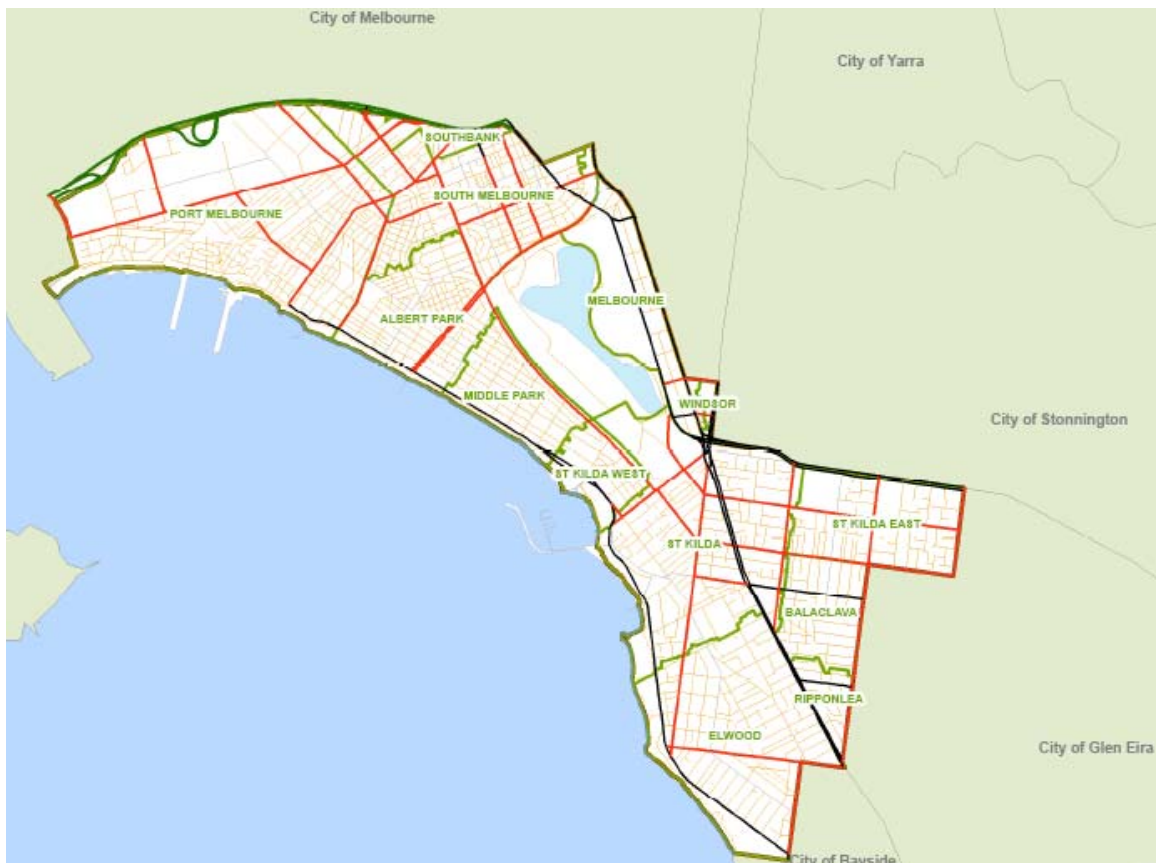 City of Melbourne
City of Yarra
SOUTHBANK
SOUTH MELBOURNE
PORT MELBOURNE
MELBOURNE
ALBERT PARK
MIDDLE PARK
WINDSOR
City of Stonnington
ST KILDA WEST
ST KILDA EAST
ST KILDA
BALACLAVA
RIPPONLEA
ELWOOD
City of Glen Eira
City of Bayside